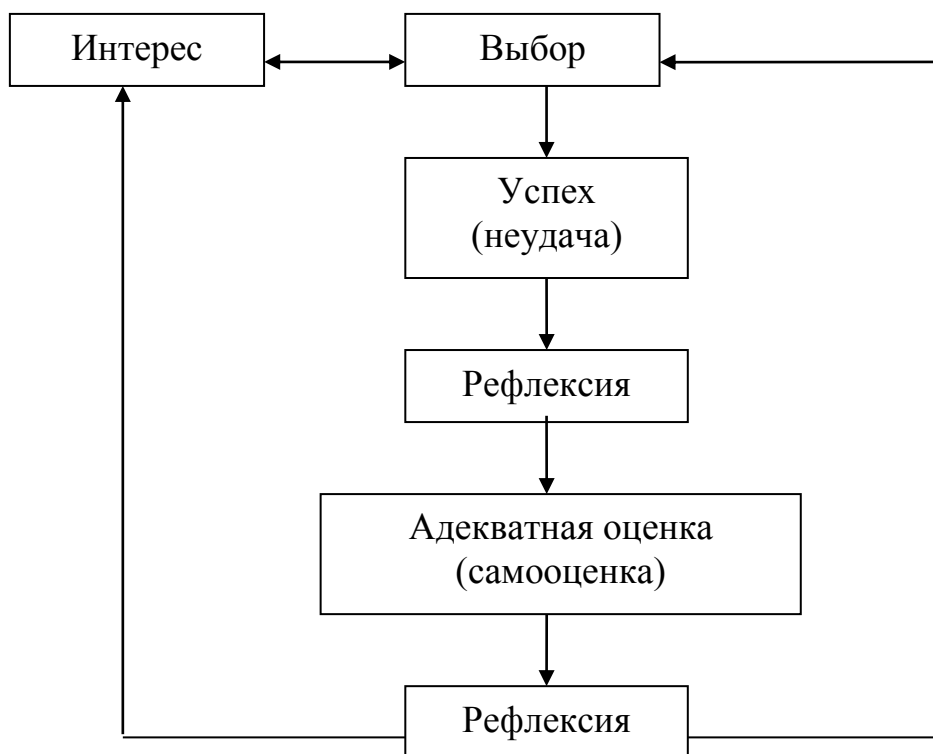 Интерес
Выбор
Успех
(неудача)
Рефлексия
Адекватная оценка
(самооценка)
Рефлексия